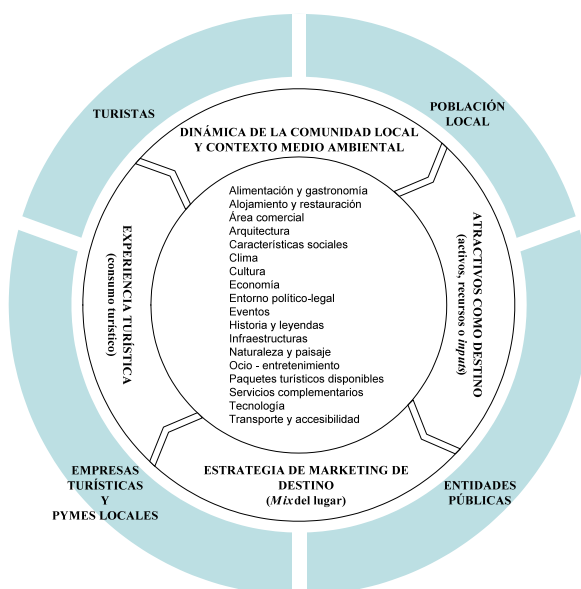 TURISTAS
POBLACIÓN
LOCAL
DINÁMICA DE LA COMUNIDAD LOCAL
Y CONTEXTO MEDIO AMBIENTAL
EXPERIENCIA TURÍSTICA
(consumo turístico)
Alimentación y gastronomía
Alojamiento y restauración
Área comercial
Arquitectura
Características sociales
Clima
Cultura
Economía
Entorno político-legal
Eventos
Historia y leyendas
Infraestructuras
Naturaleza y paisaje
Ocio - entretenimiento
Paquetes turísticos disponibles
Servicios complementarios
Tecnología
Transporte y accesibilidad
ATRACTIVOS COMO DESTINO
(activos, recursos o inputs)
ESTRATEGIA DE MARKETING DE
DESTINO
(Mix del lugar)
EMPRESAS
TURÍSTICAS
Y
PYMES LOCALES
ENTIDADES
PÚBLICAS